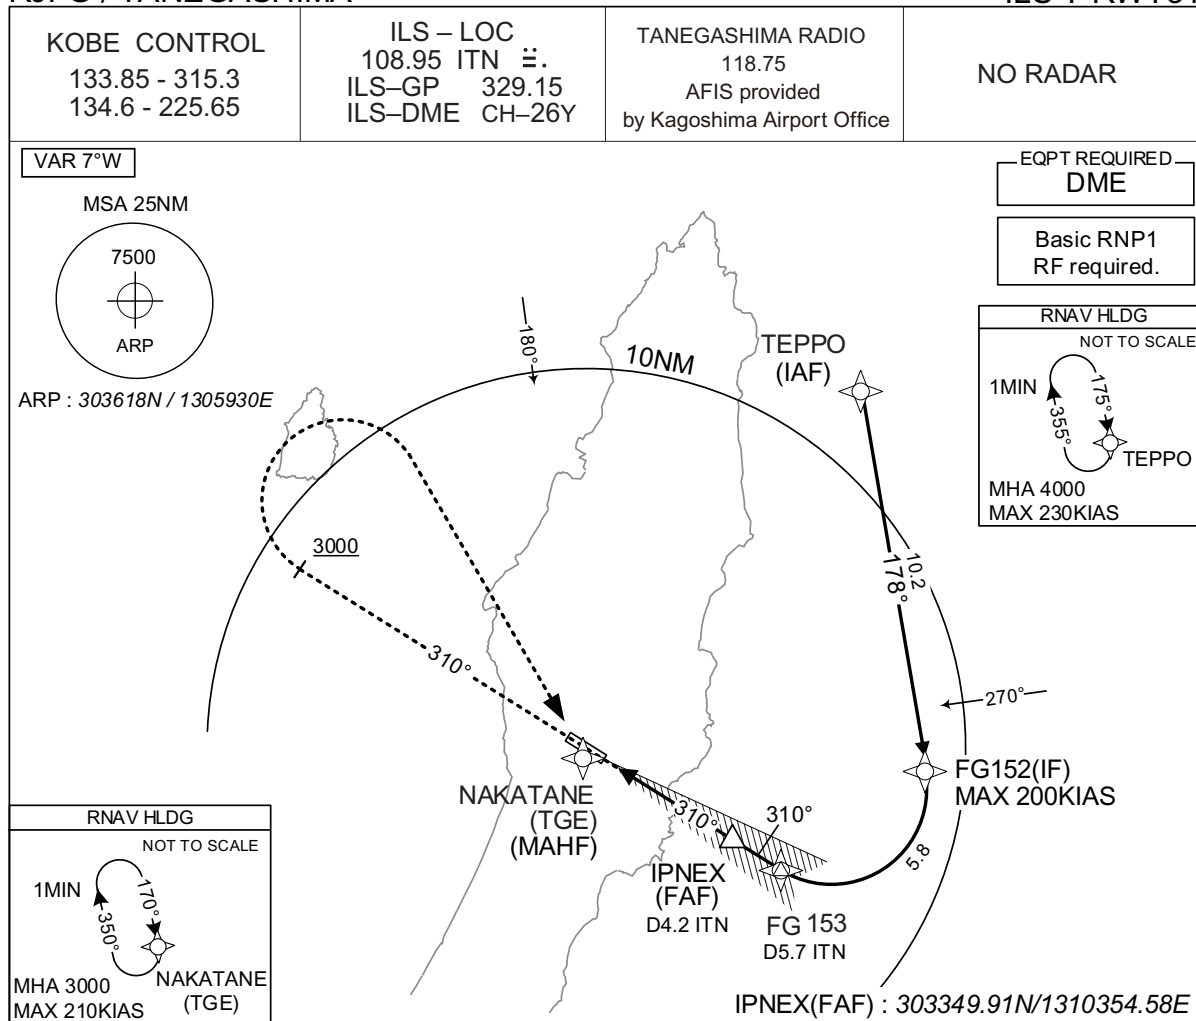 KOBE CONTROL
133.85 - 315.3
134.6 - 225.65
ILS – LOC
108.95 ITN
ILS–GP 329.15
ILS–DME CH–26Y
TANEGASHIMA RADIO
118.75
AFIS provided
by Kagoshima Airport Office
NO RADAR
VAR 7°W
MSA 25NM
7500
ARP
ARP : 303618N / 1305930E
EQPT REQUIRED
DME
Basic RNP1
RF required.
RNAV HLDG
NOT TO SCALE
1MIN
175°
355°
TEPPO
MHA 4000
MAX 230KIAS
180°
10NM
TEPPO
(IAF)
3000
10.2
178°
310°
270°
FG152(IF)
MAX 200KIAS
NAKATANE
(TGE)
(MAHF)
310°
310°
5.8
IPNEX
(FAF)
D4.2 ITN
FG 153
D5.7 ITN
RNAV HLDG
NOT TO SCALE
1MIN
170°
350°
NAKATANE
(TGE)
MHA 3000
MAX 210KIAS
IPNEX(FAF) : 303349.91N/1310354.58E